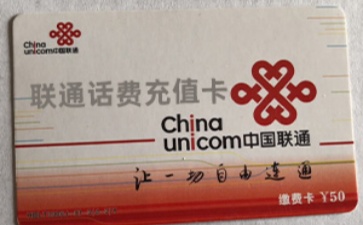 China
unicom中国联通
联通话费充值卡
China
unicom中国联通
让一切自由连通
缴费卡 ¥50